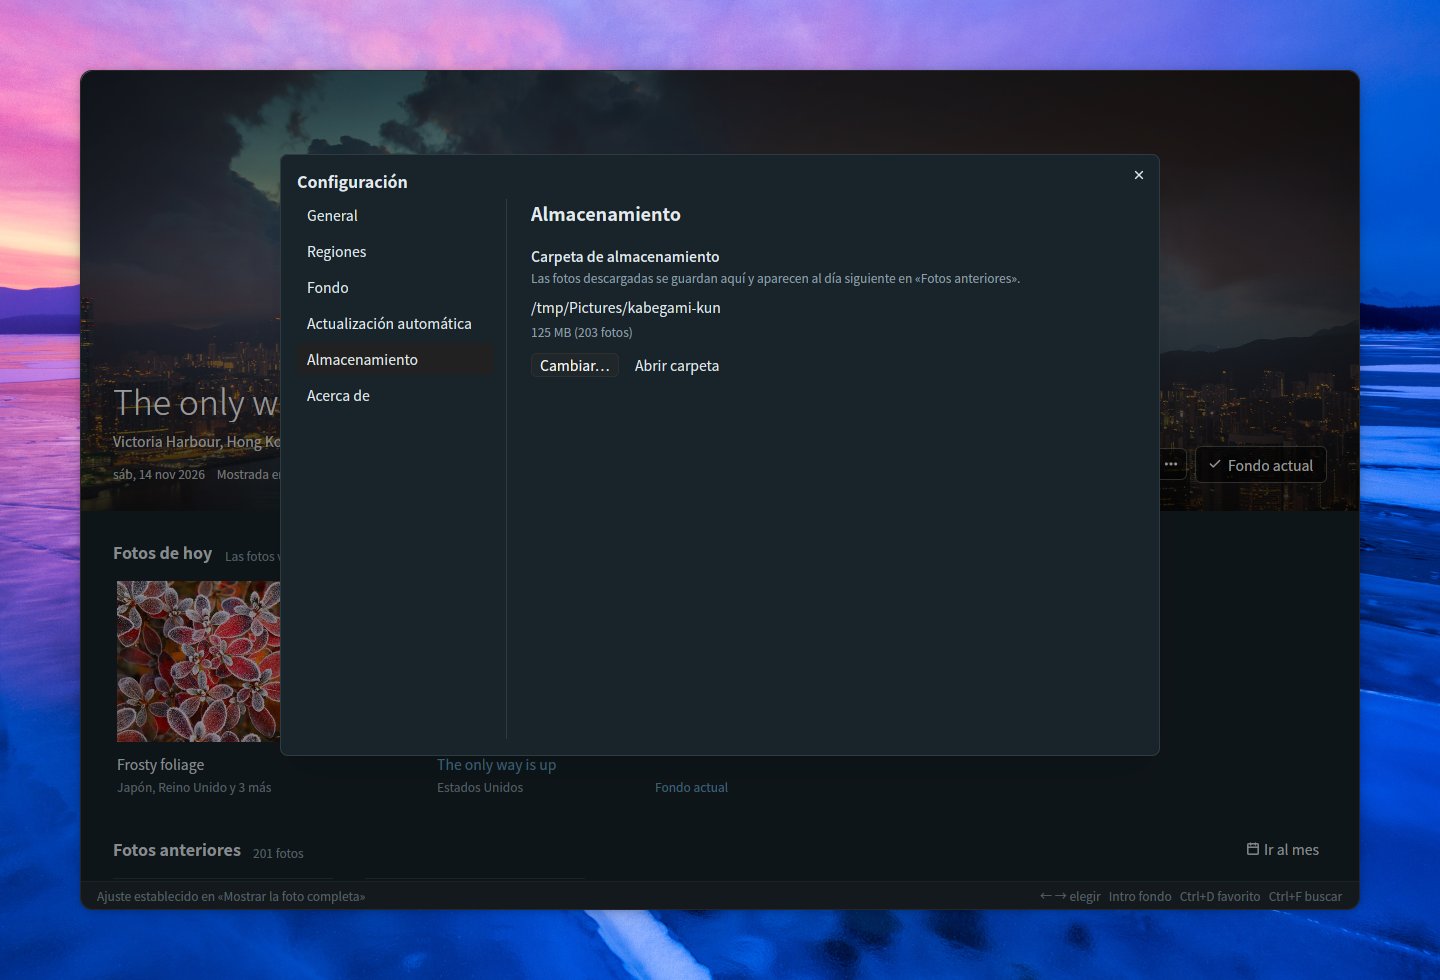 Configuración
General
Regiones
Fondo
Actualización automática
Almacenamiento
Acerca de
Almacenamiento
Carpeta de almacenamiento
Las fotos descargadas se guardan aquí y aparecen al día siguiente en «Fotos anteriores».
/tmp/Pictures/kabegami-kun
125 MB (203 fotos)
Cambiar...
Abrir carpeta
The only w
Victoria Harbour, Hong Ko
sáb, 14 nov 2026 Mostrada e
Fondo actual
Fotos de hoy Las fotos
Frosty foliage
Japón, Reino Unido y 3 más
The only way is up
Estados Unidos
Fondo actual
Fotos anteriores 201 fotos
Ir al mes
Ajuste establecido en «Mostrar la foto completa»
←→ elegir Intro fondo Ctrl+D favorito Ctrl+F buscar